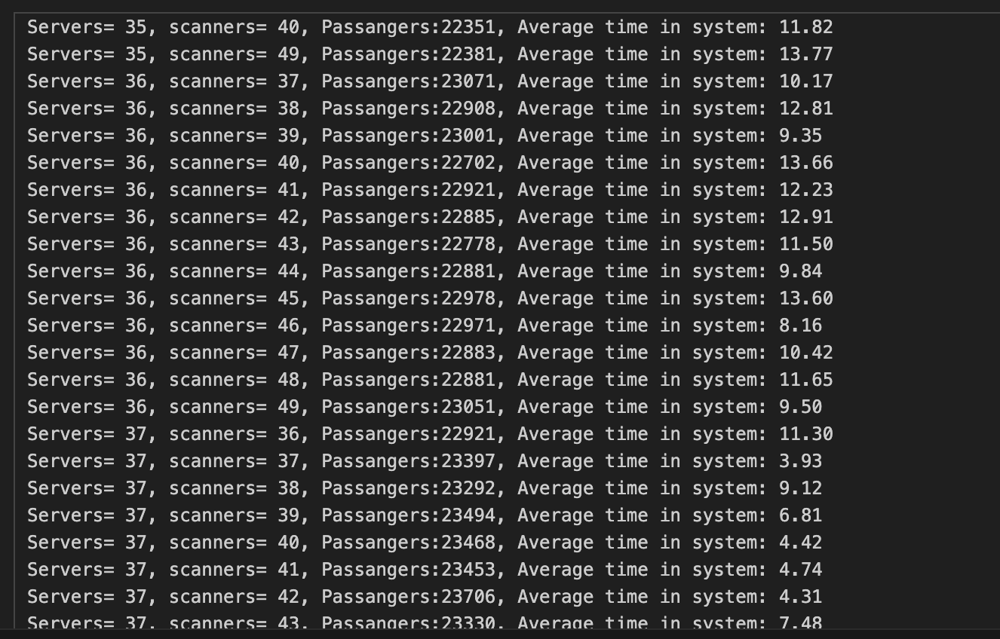 Servers= 35, scanners= 40, Passangers:22351, Average time in system: 11.82
Servers= 35, scanners= 49, Passangers:22381, Average time in system: 13.77
Servers= 36, scanners= 37, Passangers:23071, Average time in system: 10.17
Servers= 36, scanners= 38, Passangers:22908, Average time in system: 12.81
Servers= 36, scanners= 39, Passangers:23001, Average time in system: 9.35
Servers= 36, scanners= 40, Passangers:22702, Average time in system: 13.66
Servers= 36, scanners= 41, Passangers:22921, Average time in system: 12.23
Servers= 36, scanners= 42, Passangers:22885, Average time in system: 12.91
Servers= 36, scanners= 43, Passangers:22778, Average time in system: 11.50
Servers= 36, scanners= 44, Passangers:22881, Average time in system: 9.84
Servers= 36, scanners= 45, Passangers:22978, Average time in system: 13.60
Servers= 36, scanners= 46, Passangers:22971, Average time in system: 8.16
Servers= 36, scanners= 47, Passangers:22883, Average time in system: 10.42
Servers= 36, scanners= 48, Passangers:22881, Average time in system: 11.65
Servers= 36, scanners= 49, Passangers:23051, Average time in system: 9.50
Servers= 37, scanners= 36, Passangers:22921, Average time in system: 11.30
Servers= 37, scanners= 37, Passangers:23397, Average time in system: 3.93
Servers= 37, scanners= 38, Passangers:23292, Average time in system: 9.12
Servers= 37, scanners= 39, Passangers:23494, Average time in system: 6.81
Servers= 37, scanners= 40, Passangers:23468, Average time in system: 4.42
Servers= 37, scanners= 41, Passangers:23453, Average time in system: 4.74
Servers= 37, scanners= 42, Passangers:23706, Average time in system: 4.31
Servers= 37, scanners= 43, Passangers:23330, Average time in system: 7.48